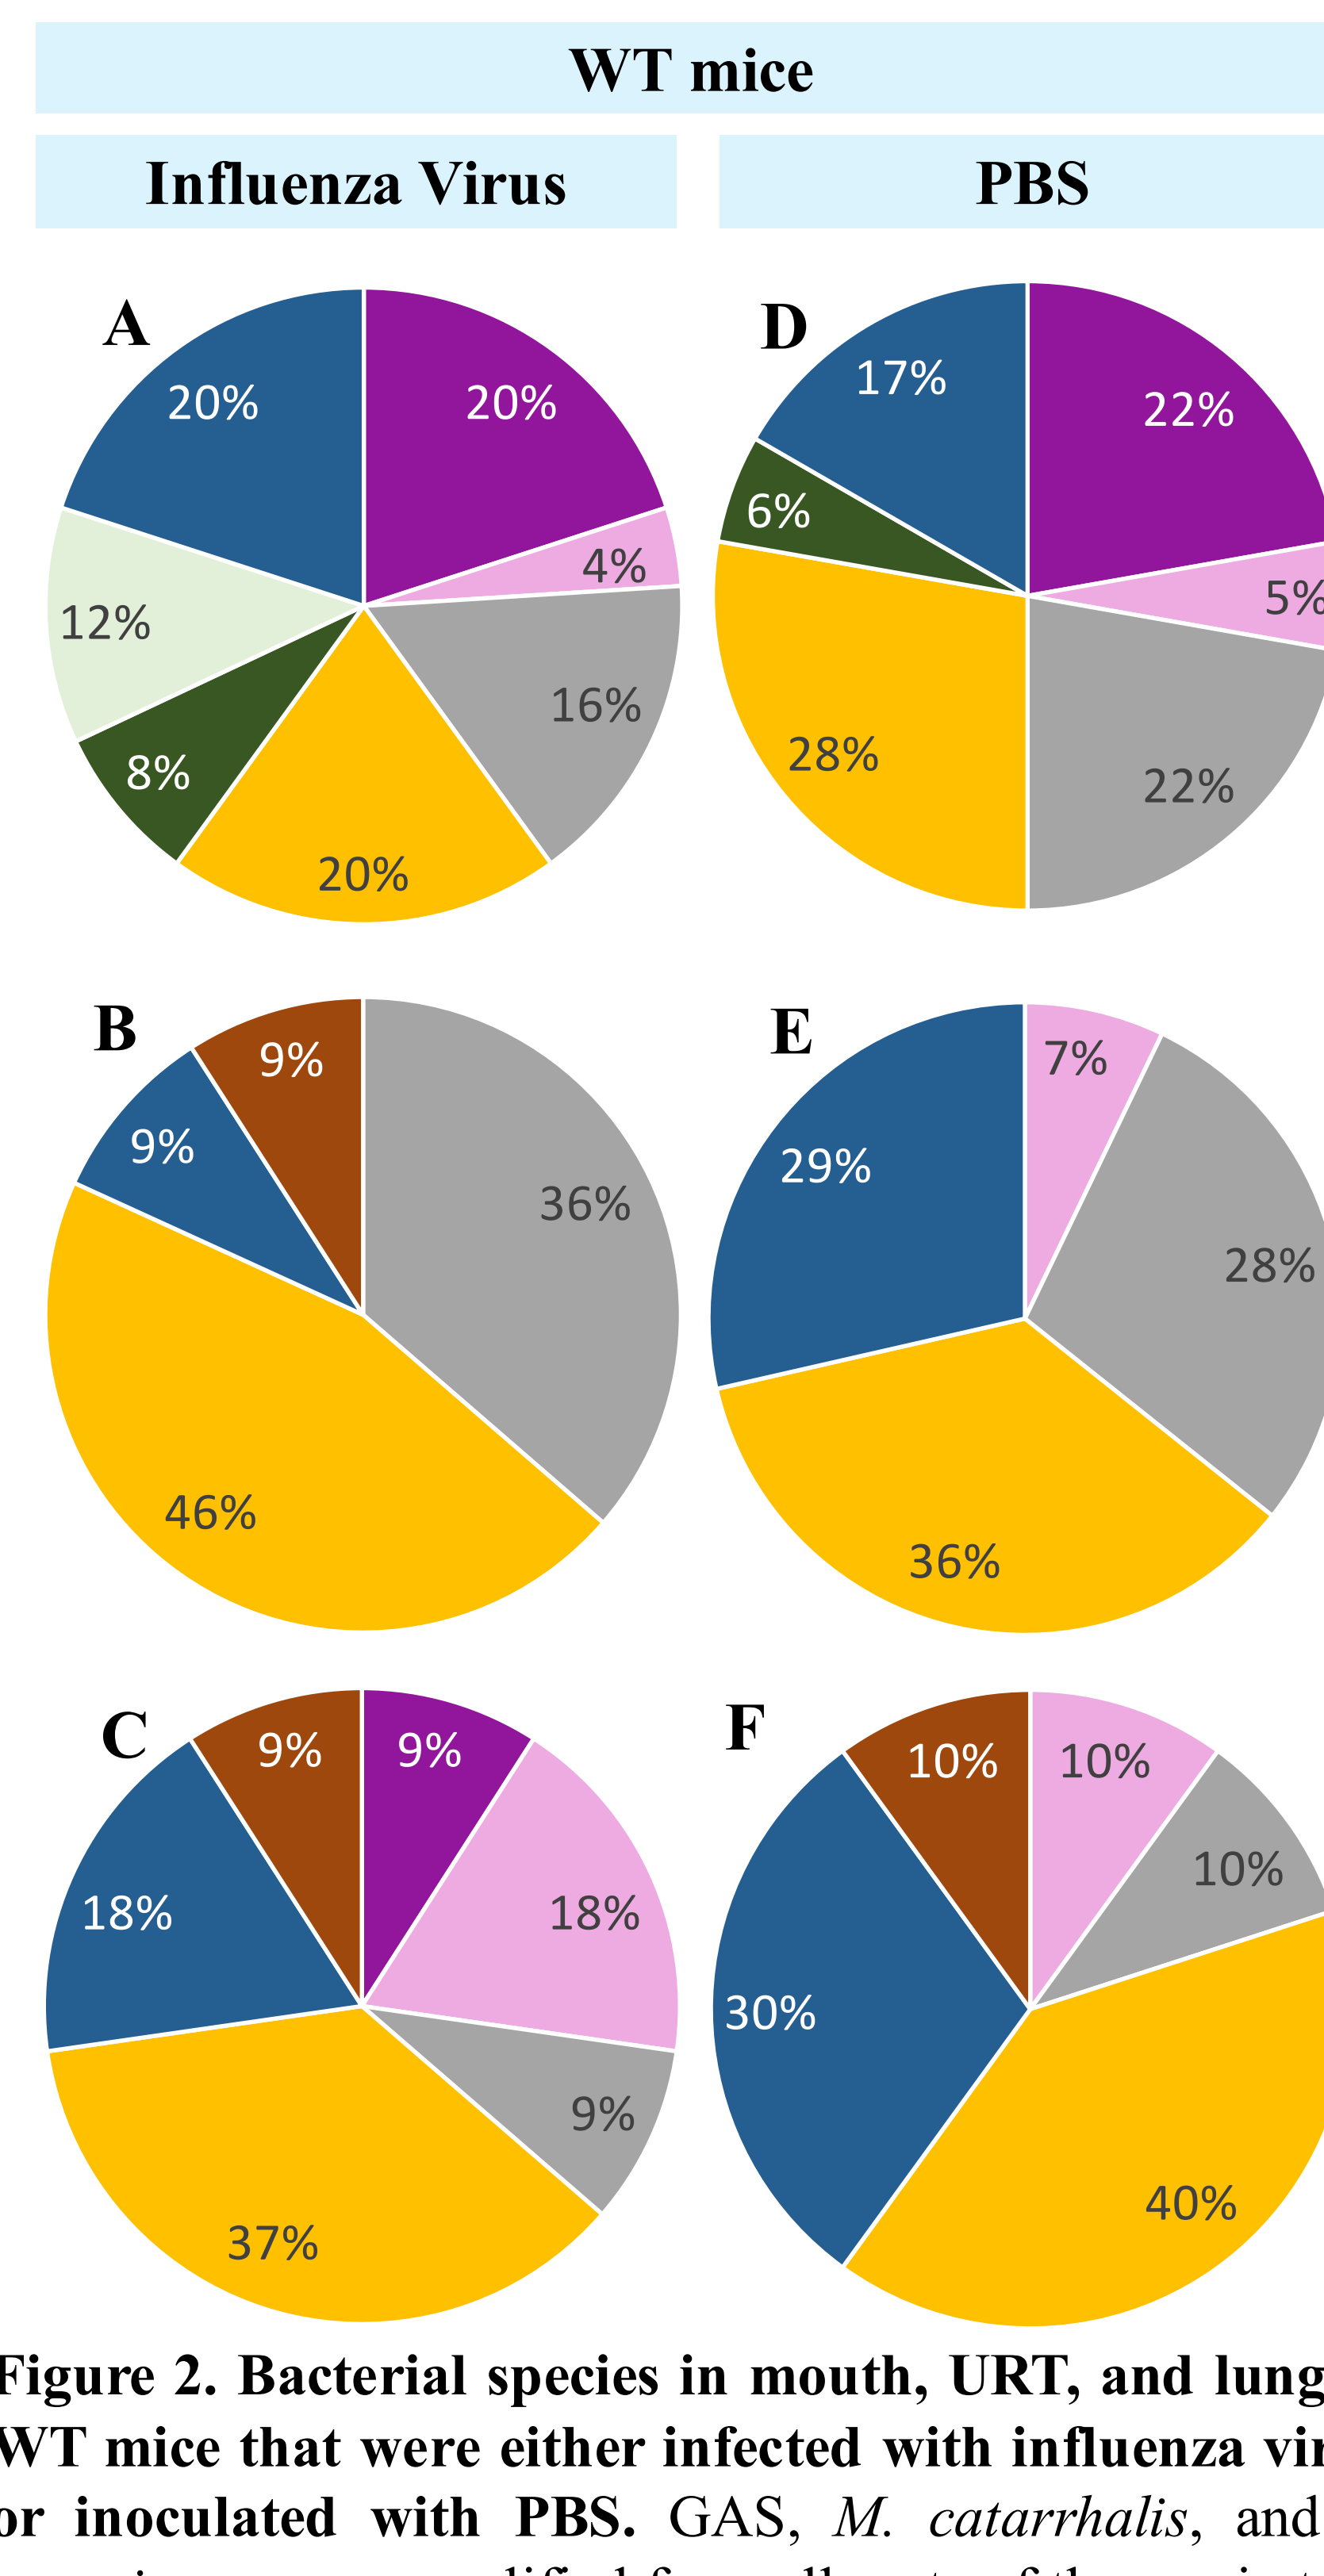 WT mice
Influenza Virus
PBS
A
20%
20%
4%
16%
20%
8%
12%
D
17%
22%
5%
22%
28%
6%
B
9%
36%
46%
9%
E
7%
28%
36%
29%
C
9%
9%
18%
9%
37%
18%
F
10%
10%
10%
40%
30%
Figure 2. Bacterial species in mouth, URT, and lung
WT mice that were either infected with influenza
or inoculated with PBS. GAS, M. catarrhalis, and